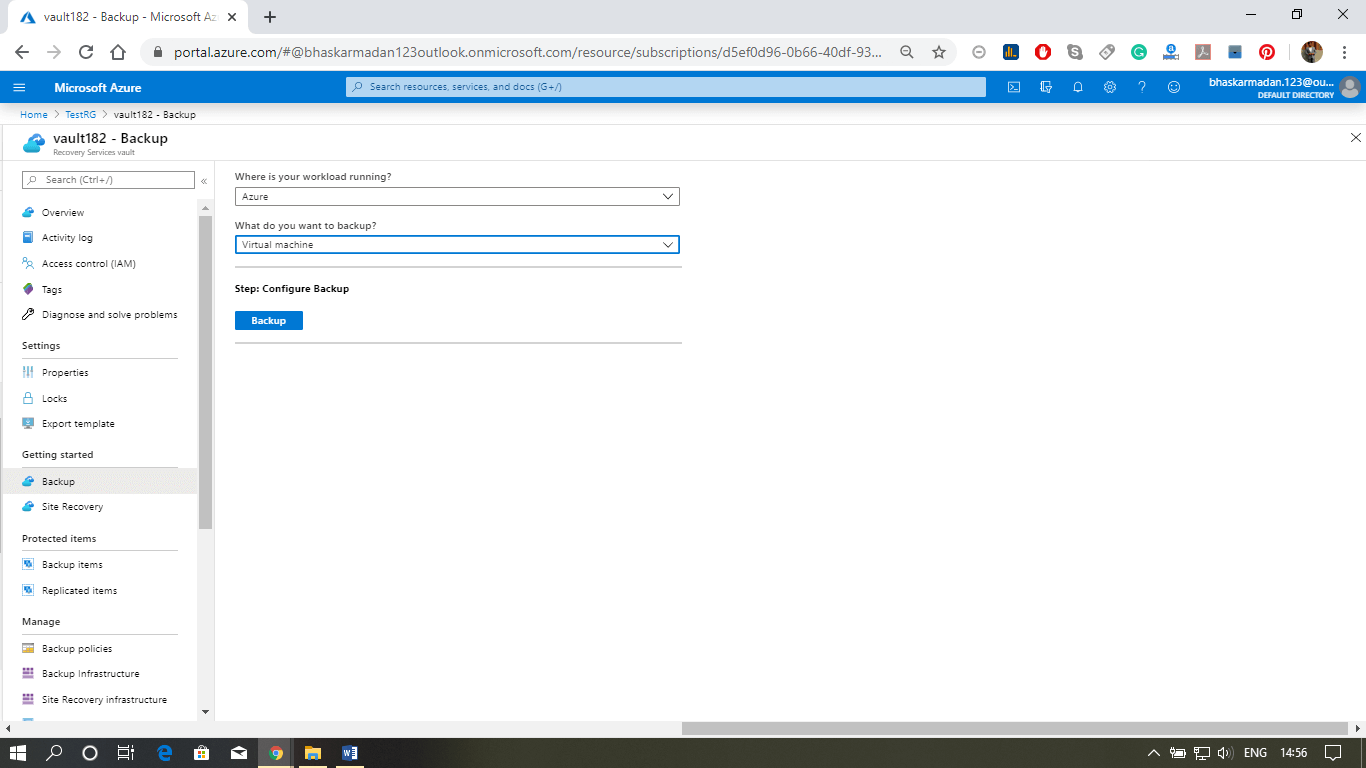 vault182 - Backup - Microsoft Az
portal.azure.com/#@bhaskarmadan123outlook.onmicrosoft.com/resource/subscriptions/d5ef0d96-0b66-40df-93...
Microsoft Azure
Search resources, services, and docs (G+/)
bhaskarmadan.123@ou...
DEFAULT DIRECTORY
Home > TestRG > vault182 - Backup
vault182 - Backup
Recovery Services vault
Search (Ctrl+/)
Overview
Activity log
Access control (IAM)
Tags
Diagnose and solve problems
Settings
Properties
Locks
Export template
Getting started
Backup
Site Recovery
Protected items
Backup items
Replicated items
Manage
Backup policies
Backup Infrastructure
Site Recovery infrastructure
Where is your workload running?
Azure
What do you want to backup?
Virtual machine
Step: Configure Backup
Backup
ENG
14:56